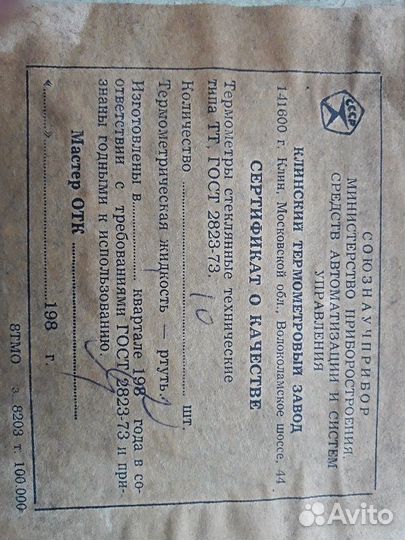 СССР
СОЮЗНАУЧПРИБОР
МИНИСТЕРСТВО ПРИБОРОСТРОЕНИЯ,
СРЕДСТВ АВТОМАТИЗАЦИИ И СИСТЕМ
УПРАВЛЕНИЯ
КЛИНСКИЙ ТЕРМОМЕТРОВЫЙ ЗАВОД
141600 г. Клин, Московской обл., Волоколамское шоссе, 44.
СЕРТИФИКАТ О КАЧЕСТВЕ
Термометры стеклянные технические
типа ТТ, ГОСТ 2823-73.
Количество 10 шт.
Термометрическая жидкость — ртуть.
Изготовлены в квартале 198 года в со-
ответствии с требованиями ГОСТ 2823-73 и при-
знаны годными к использованию.
Мастер ОТК
« » 198 г.
8ТМО з. 8203 т. 100.000
Avito